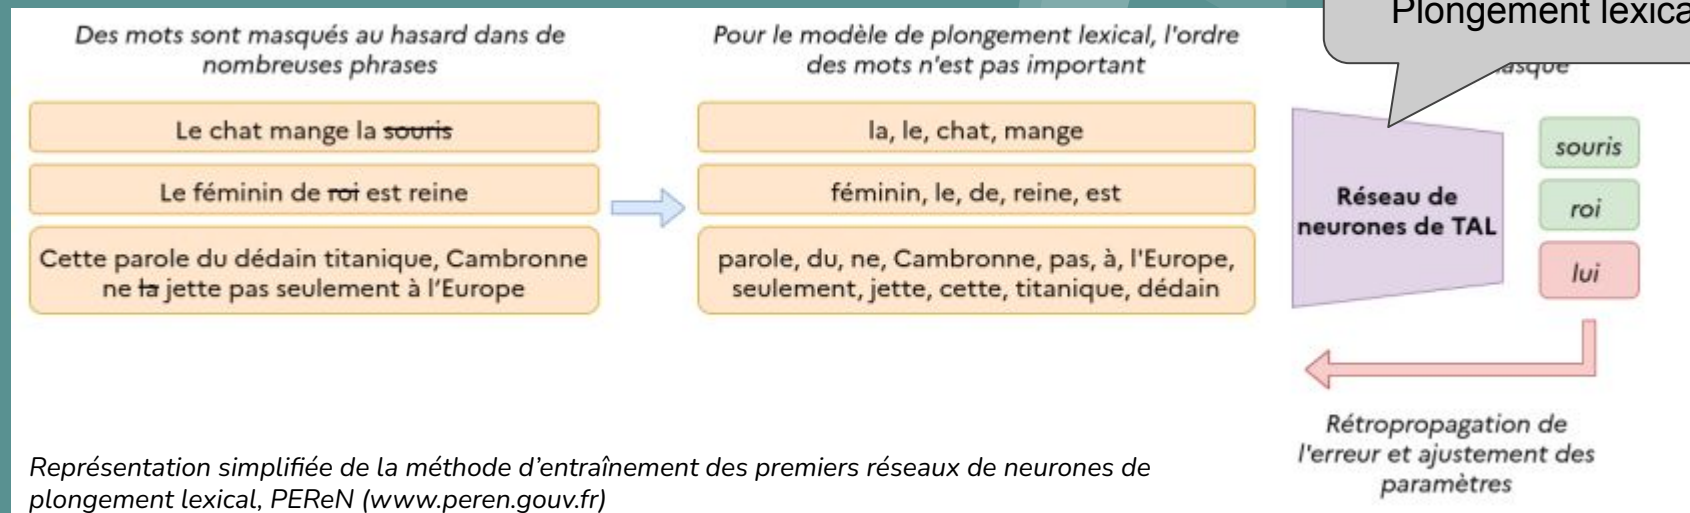 Plongement lexica
Des mots sont masqués au hasard dans de
nombreuses phrases
Le chat mange la souris
Le féminin de roi est reine
Cette parole du dédain titanique, Cambronne
ne la jette pas seulement à l'Europe
Pour le modèle de plongement lexical, l'ordre
des mots n'est pas important
la, le, chat, mange
féminin, le, de, reine, est
parole, du, ne, Cambronne, pas, à, l'Europe,
seulement, jette, cette, titanique, dédain
Réseau de
neurones de TAL
souris
roi
lui
Rétropropagation de
l'erreur et ajustement des
paramètres
Représentation simplifiée de la méthode d'entraînement des premiers réseaux de neurones de
plongement lexical, PEReN (www.peren.gouv.fr)